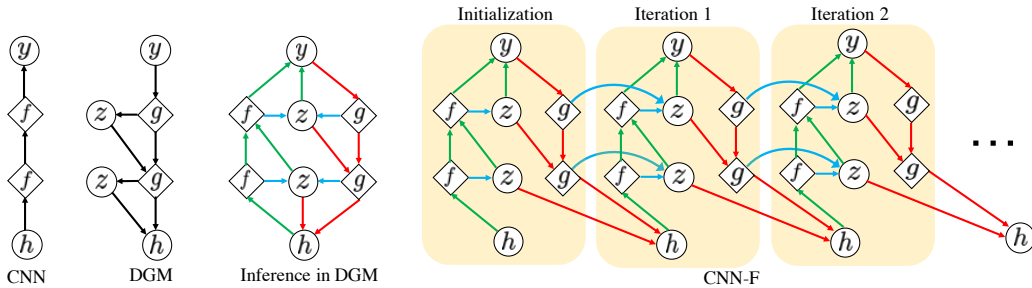 Initialization Iteration 1 Iteration 2
y y y y y y
f z g f z g f z g f z g f z g
f z g f z g f z g f z g f z g
h h h h h h h
...
CNN DGM Inference in DGM CNN-F